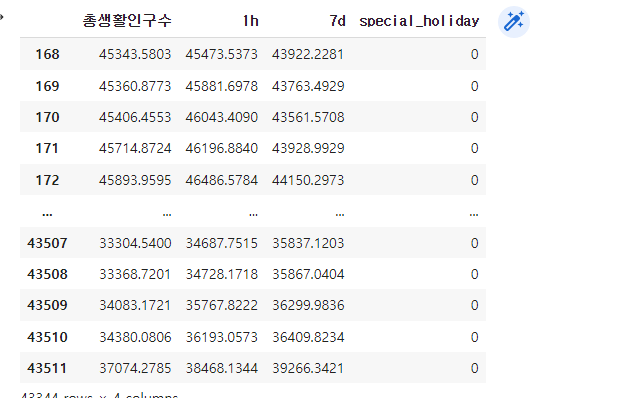 총생활인구수 1h 7d special_holiday
168 45343.5803 45473.5373 43922.2281 0
169 45360.8773 45881.6978 43763.4929 0
170 45406.4553 46043.4090 43561.5708 0
171 45714.8724 46196.8840 43928.9929 0
172 45893.9595 46486.5784 44150.2973 0
... ... ... ... ...
43507 33304.5400 34687.7515 35837.1203 0
43508 33368.7201 34728.1718 35867.0404 0
43509 34083.1721 35767.8222 36299.9836 0
43510 34380.0806 36193.0573 36409.8234 0
43511 37074.2785 38468.1344 39266.3421 0
43344 rows × 4 columns